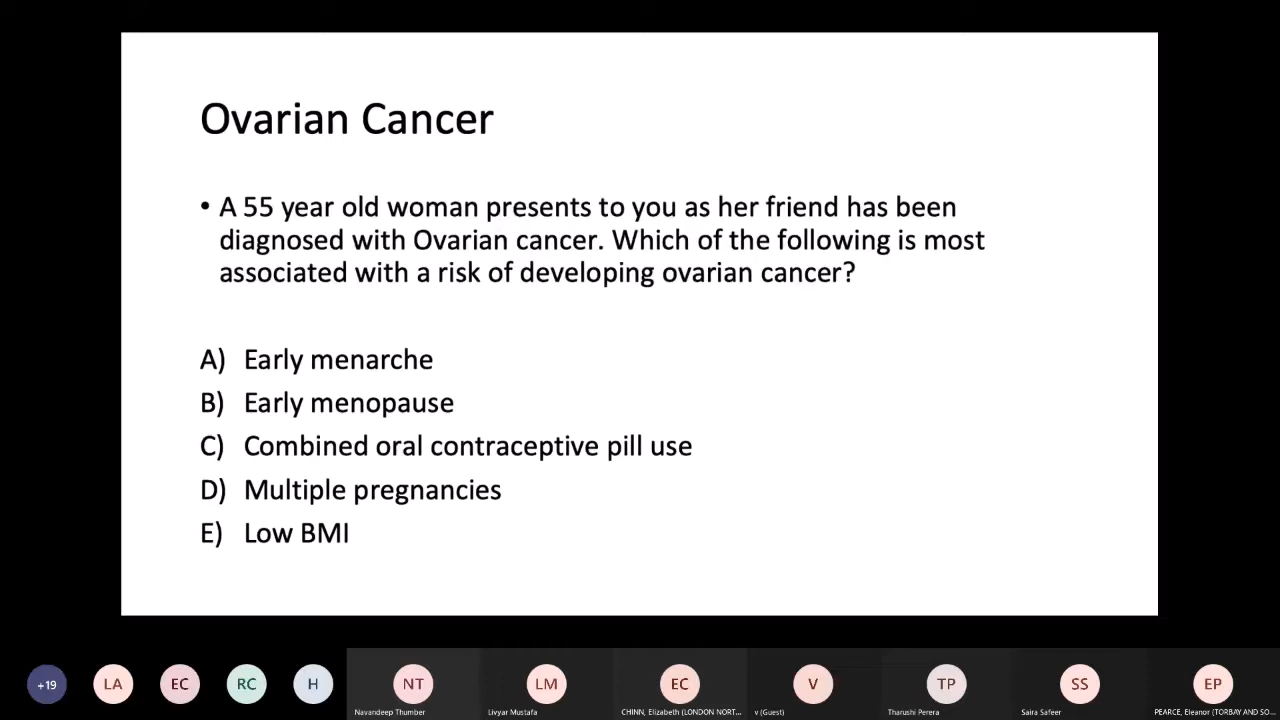 Ovarian Cancer
• A 55 year old woman presents to you as her friend has been
diagnosed with Ovarian cancer. Which of the following is most
associated with a risk of developing ovarian cancer?
A) Early menarche
B) Early menopause
C) Combined oral contraceptive pill use
D) Multiple pregnancies
E) Low BMI
+19 LA EC RC H NT LM EC V TP SS EP
Navandeep Thumber Livyar Mustafa CHINN, Elizabeth (LONDON NORT... v (Guest) Tharushi Perera Saira Safeer PEARCE, Eleanor (TORBAY AND SO...